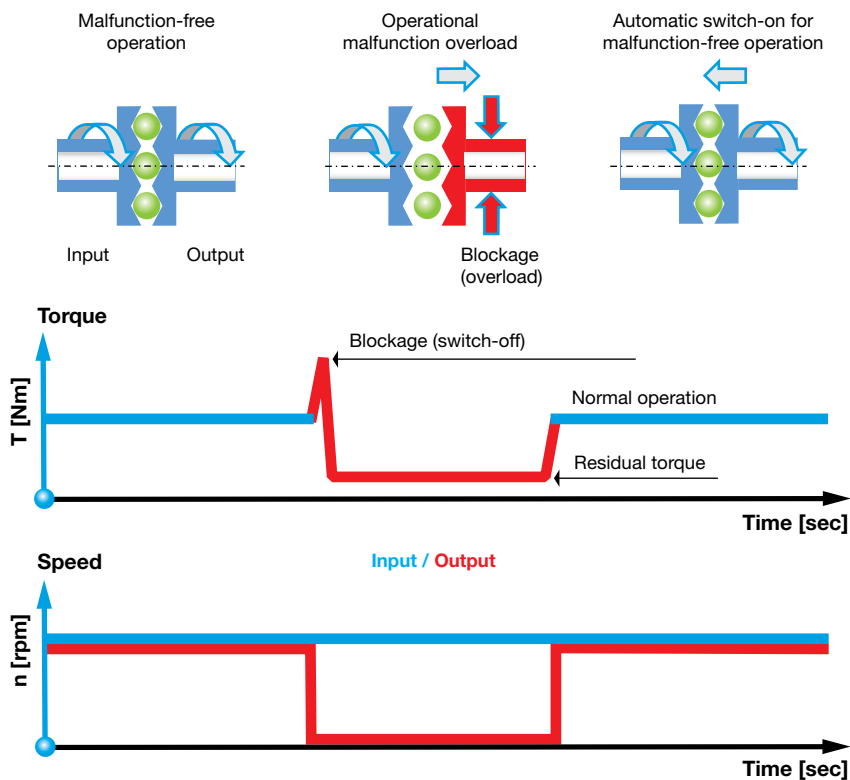 Malfunction-free
operation
Operational
malfunction overload
Automatic switch-on for
malfunction-free operation
Input
Output
Blockage
(overload)
Torque
T [Nm]
Blockage (switch-off)
Normal operation
Residual torque
Time [sec]
Speed
Input / Output
n [rpm]
Time [sec]